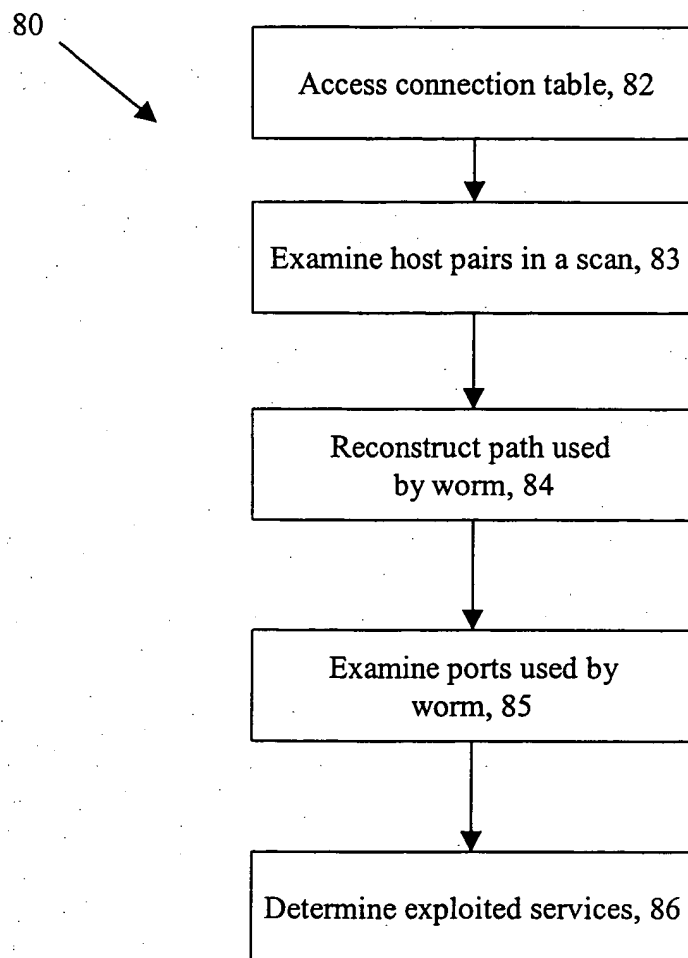 80
Access connection table, 82
Examine host pairs in a scan, 83
Reconstruct path used
by worm, 84
Examine ports used by
worm, 85
Determine exploited services, 86